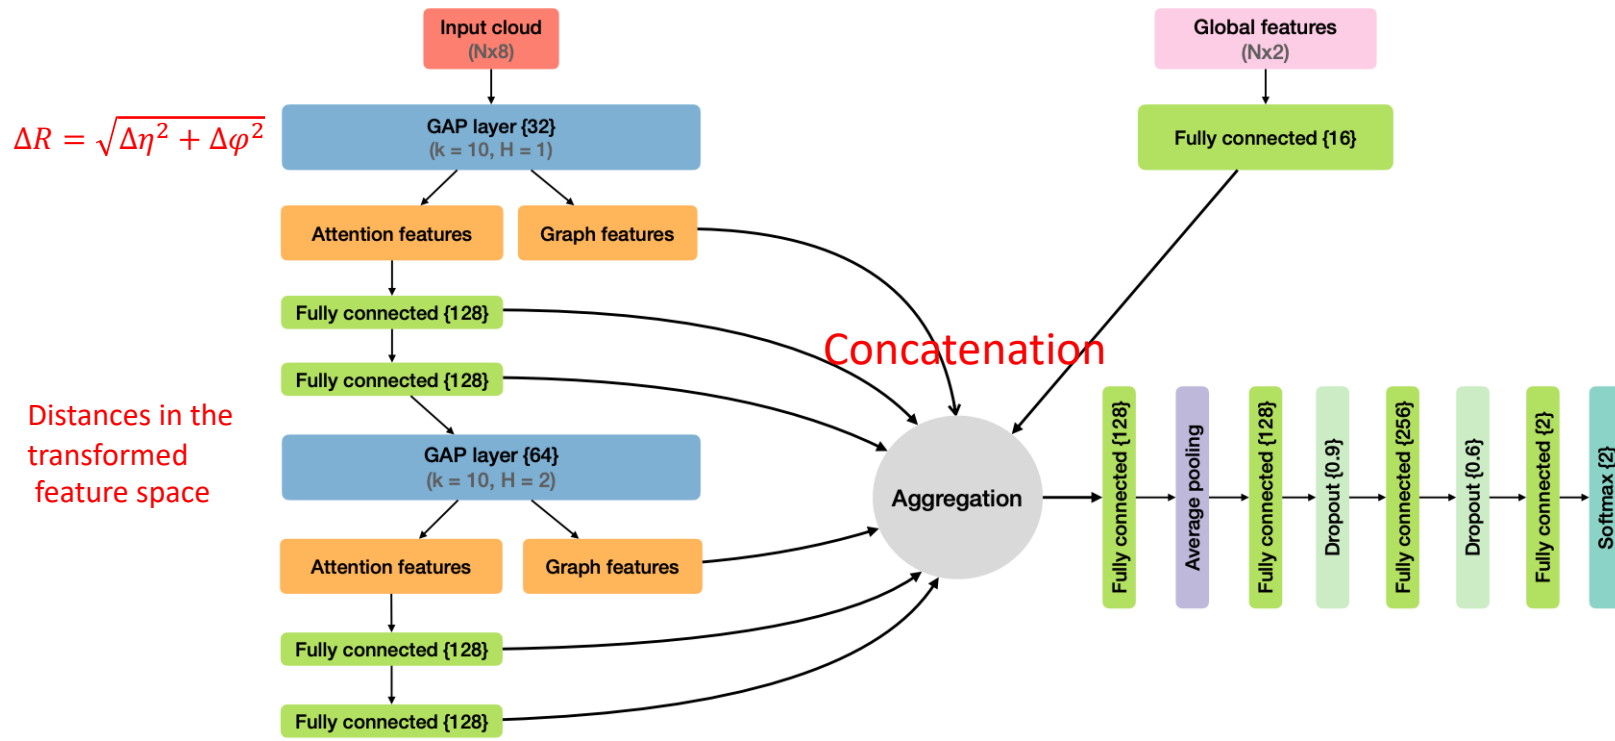 Input cloud
(Nx8)
Global features
(Nx2)
ΔR = √Δη² + Δφ²
GAP layer {32}
(k = 10, H = 1)
Fully connected {16}
Attention features
Graph features
Fully connected {128}
Concatenation
Fully connected {128}
Distances in the
transformed
feature space
GAP layer {64}
(k = 10, H = 2)
Aggregation
Fully connected {128}
Average pooling
Fully connected {128}
Dropout {0.9}
Fully connected {256}
Dropout {0.6}
Fully connected {2}
Softmax {2}
Attention features
Graph features
Fully connected {128}
Fully connected {128}